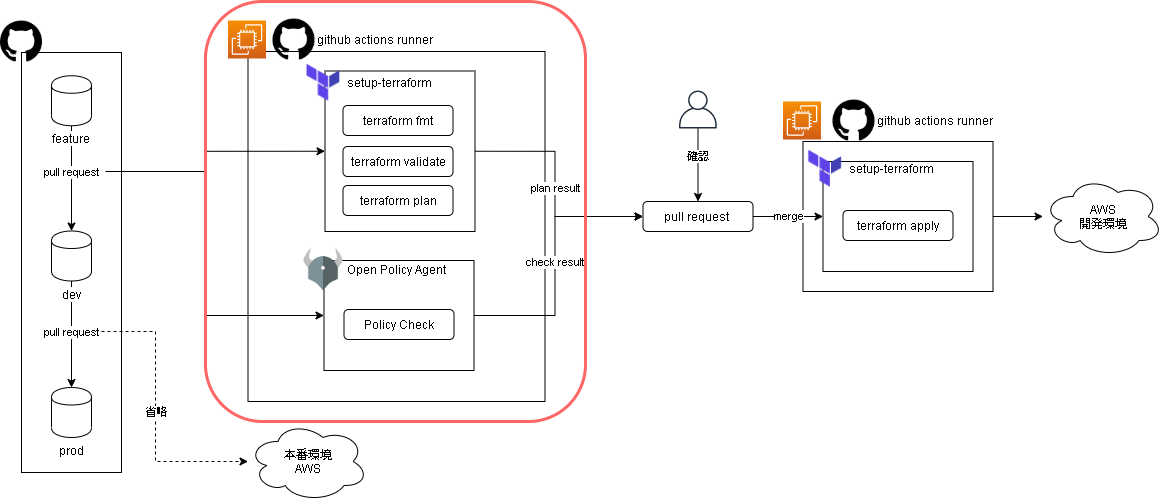 feature
pull request
dev
pull request
prod
省略
本番環境
AWS
github actions runner
setup-terraform
terraform fmt
terraform validate
terraform plan
Open Policy Agent
Policy Check
plan result
check result
確認
pull request
merge
github actions runner
setup-terraform
terraform apply
AWS
開発環境